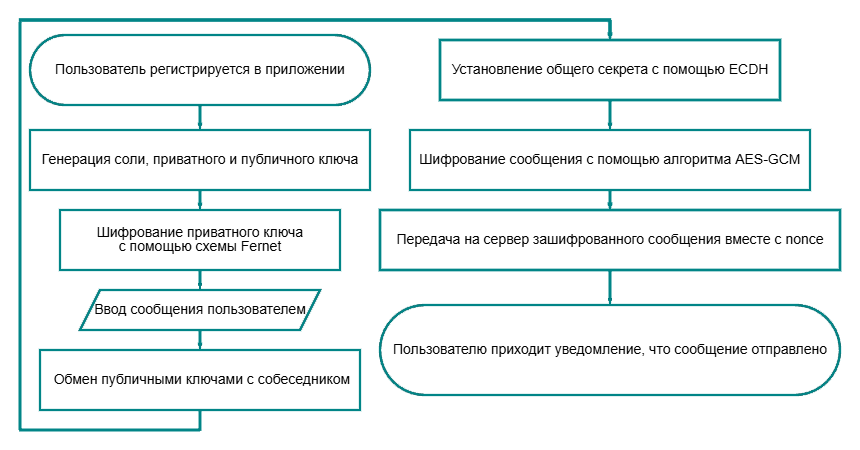 Пользователь регистрируется в приложении
Генерация соли, приватного и публичного ключа
Шифрование приватного ключа
с помощью схемы Fernet
Ввод сообщения пользователем
Обмен публичными ключами с собеседником
Установление общего секрета с помощью ECDH
Шифрование сообщения с помощью алгоритма AES-GCM
Передача на сервер зашифрованного сообщения вместе с nonce
Пользователю приходит уведомление, что сообщение отправлено